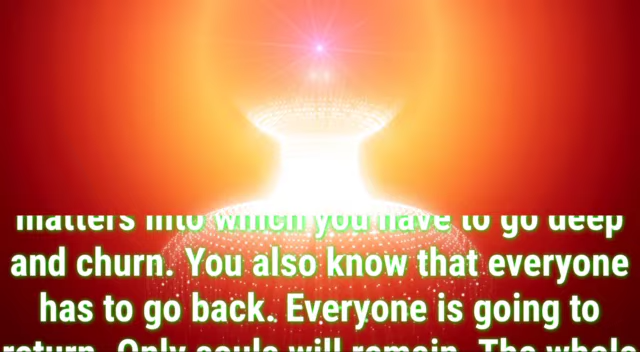 matters into which you have to go deep
and churn. You also know that everyone
has to go back. Everyone is going to
return. Only souls will remain. The whole